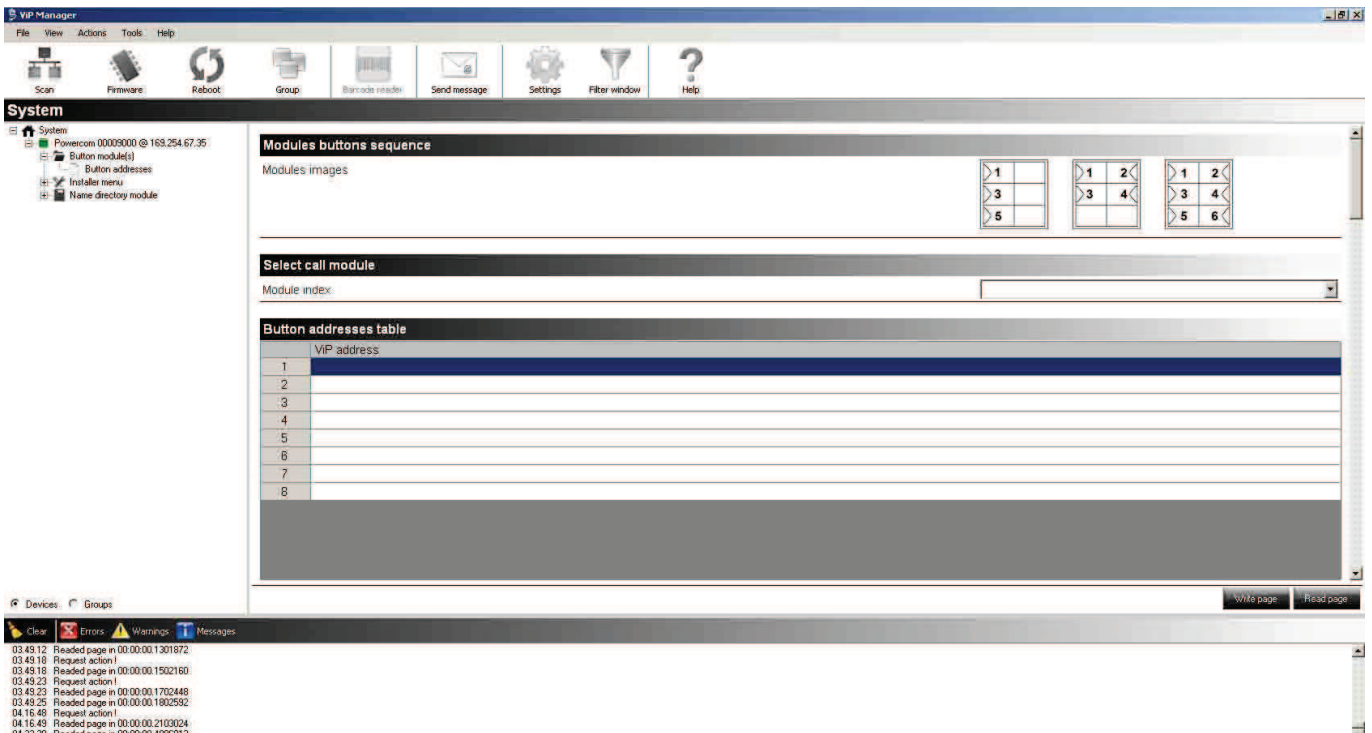 ViP Manager
File View Actions Tools Help
Scan Firmware Reboot Group Barcode reader Send message Settings Filter window Help
System
System
Powercom 00009000 @ 169.254.67.35
Button module(s)
Button addresses
Installer menu
Name directory module
Modules buttons sequence
Modules images
1 1 2 1 2
3 3 4 3 4
5 5 6
Select call module
Module index
Button addresses table
ViP address
1
2
3
4
5
6
7
8
Write page Read page
Devices Groups
Clear Errors Warnings Messages
03.49.12 Readed page in 00:00:00.1301872
03.49.18 Request action !
03.49.18 Readed page in 00:00:00.1502160
03.49.23 Request action !
03.49.23 Readed page in 00:00:00.1702448
03.49.25 Readed page in 00:00:00.1802592
04.16.48 Request action !
04.16.49 Readed page in 00:00:00.2103024